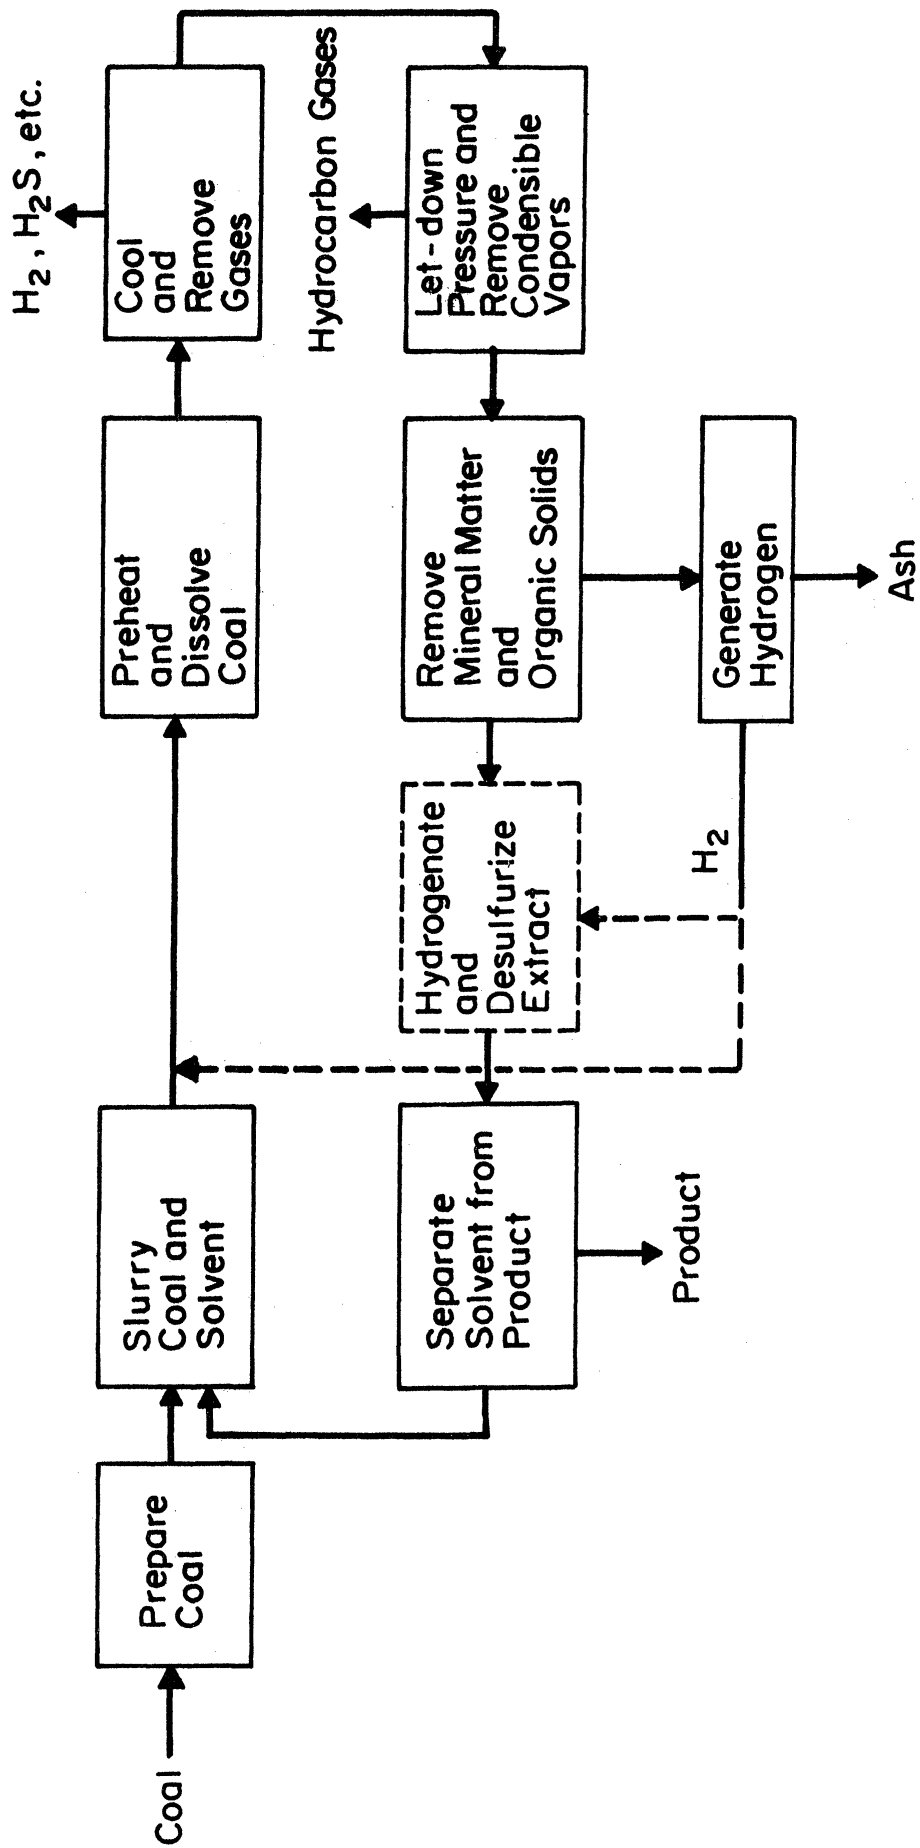 Coal
Prepare
Coal
Slurry
Coal and
Solvent
Preheat
and
Dissolve
Coal
Cool
and
Remove
Gases
H₂, H₂S, etc.
Hydrocarbon Gases
Let-down
Pressure and
Remove
Condensible
Vapors
Remove
Mineral Matter
and
Organic Solids
Generate
Hydrogen
Ash
H₂
Hydrogenate
and
Desulfurize
Extract
Separate
Solvent from
Product
Product